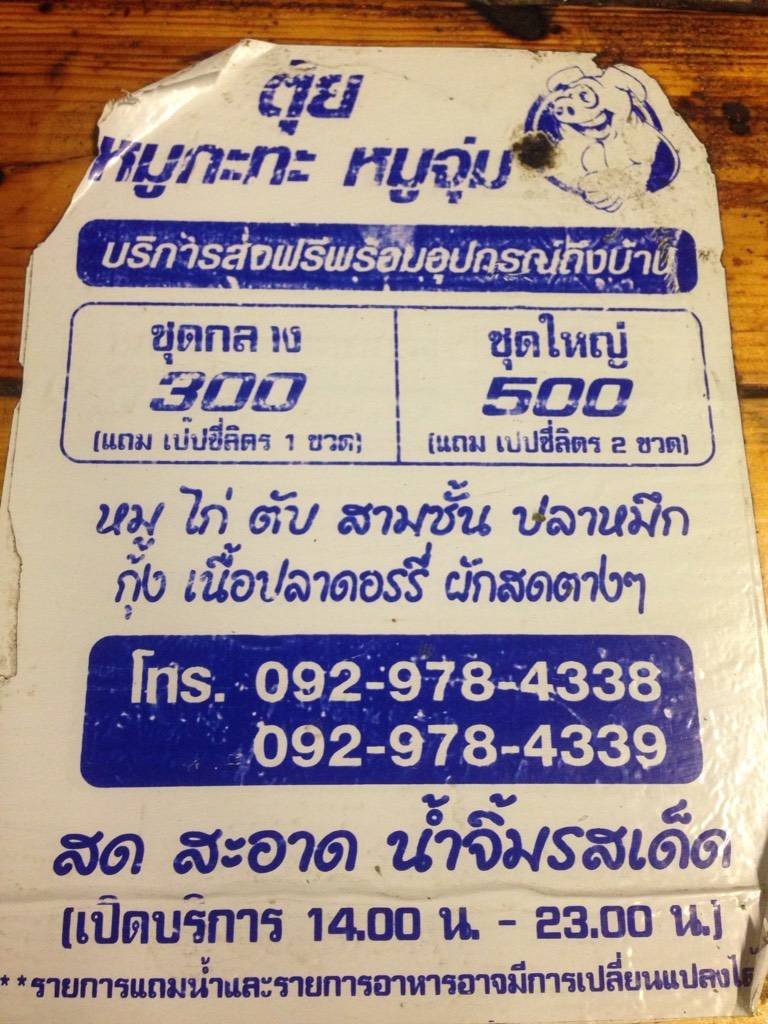 ตุ้ย
หมูกะทะ หมูจุ่ม
บริการส่งฟรีพร้อมอุปกรณ์ถึงบ้าน
ชุดกลาง
300
(แถม เป๊ปซี่ลิตร 1 ขวด)
ชุดใหญ่
500
(แถม เป๊ปซี่ลิตร 2 ขวด)
หมู ไก่ ตับ สามชั้น ปลาหมึก
กุ้ง เนื้อปลาดอรรี่ ผักสดต่างๆ
โทร. 092-978-4338
092-978-4339
สด สะอาด น้ำจิ้มรสเด็ด
(เปิดบริการ 14.00 น. - 23.00 น.)
**รายการแถมน้ำและรายการอาหารอาจมีการเปลี่ยนแปลงได้